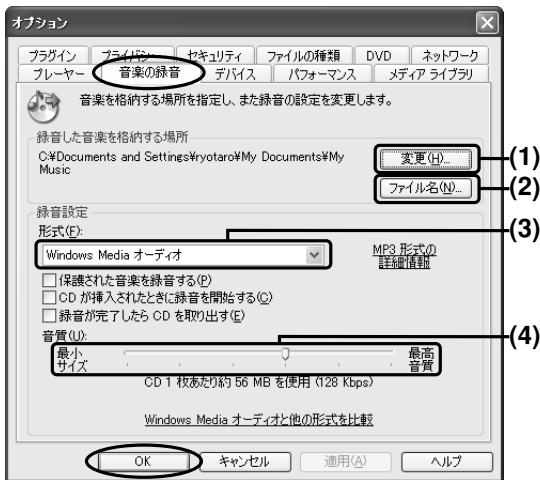 オプション
プラグイン プライバシー セキュリティ ファイルの種類 DVD ネットワーク
プレーヤー 音楽の録音 デバイス パフォーマンス メディア ライブラリ
音楽を格納する場所を指定し、また録音の設定を変更します。
録音した音楽を格納する場所
C:¥Documents and Settings¥ryotaro¥My Documents¥My
Music
変更(H)...
(1)
ファイル名(N)...
(2)
録音設定
形式(F):
(3)
Windows Media オーディオ
MP3 形式の
詳細情報
保護された音楽を録音する(P)
CD が挿入されたときに録音を開始する(C)
録音が完了したら CD を取り出す(E)
音質(U):
(4)
最小
サイズ
最高
音質
CD 1 枚あたり約 56 MB を使用 (128 Kbps)
Windows Media オーディオと他の形式を比較
OK キャンセル 適用(A) ヘルプ